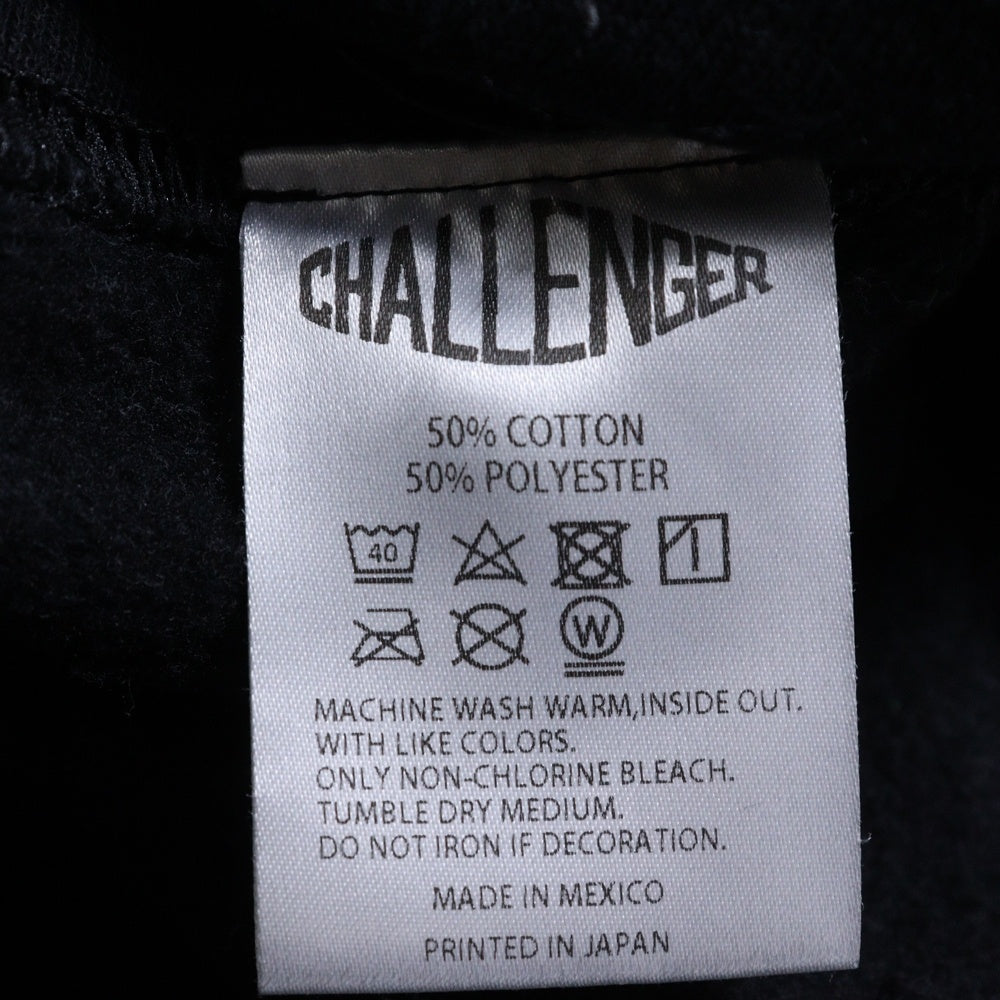 CHALLENGER
50% COTTON
50% POLYESTER
40
W
MACHINE WASH WARM,INSIDE OUT.
WITH LIKE COLORS.
ONLY NON-CHLORINE BLEACH.
TUMBLE DRY MEDIUM.
DO NOT IRON IF DECORATION.
MADE IN MEXICO
PRINTED IN JAPAN